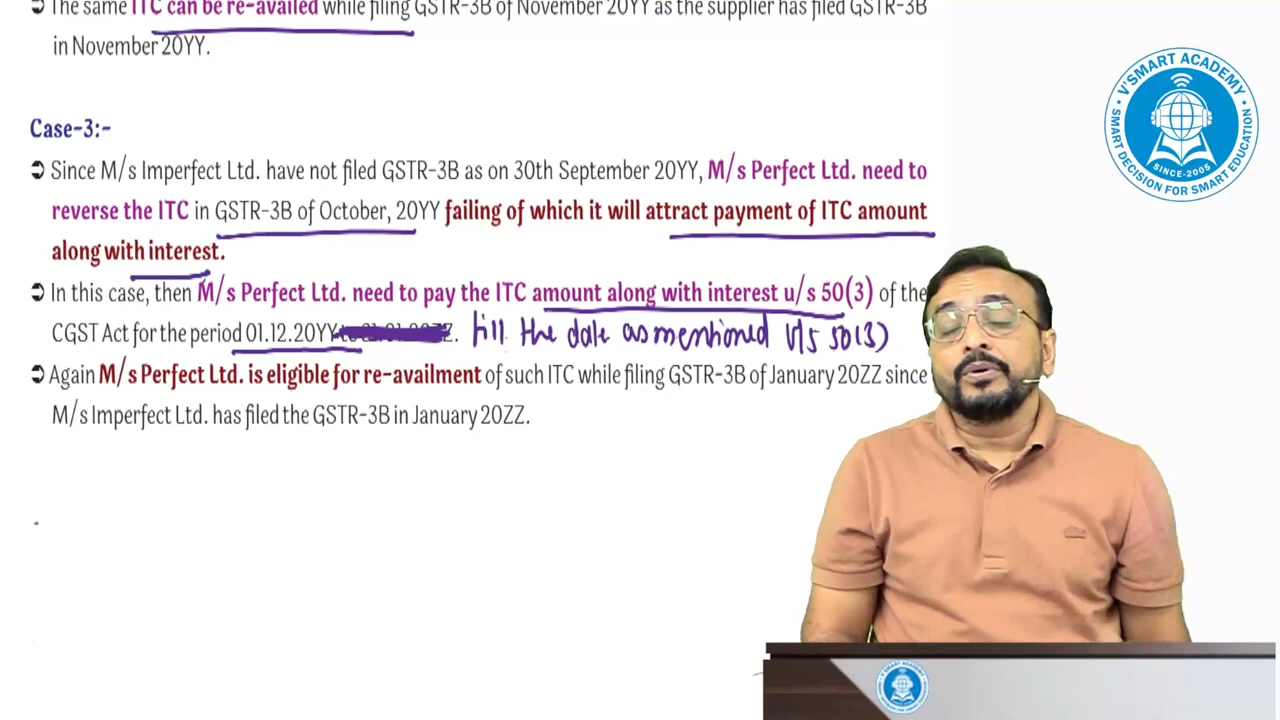 ➲ The same ITC can be re-availed while filing GSTR-3B of November 20YY as the supplier has filed GSTR-3B
in November 20YY.
V'SMART ACADEMY
SINCE-2005
SMART DECISION FOR SMART EDUCATION
Case-3:-
➲ Since M/s Imperfect Ltd. have not filed GSTR-3B as on 30th September 20YY, M/s Perfect Ltd. need to
reverse the ITC in GSTR-3B of October, 20YY failing of which it will attract payment of ITC amount
along with interest.
➲ In this case, then M/s Perfect Ltd. need to pay the ITC amount along with interest u/s 50(3) of the
CGST Act for the period 01.12.20YY till the date as mentioned U/s 50(3)
➲ Again M/s Perfect Ltd. is eligible for re-availment of such ITC while filing GSTR-3B of January 20ZZ since
M/s Imperfect Ltd. has filed the GSTR-3B in January 20ZZ.